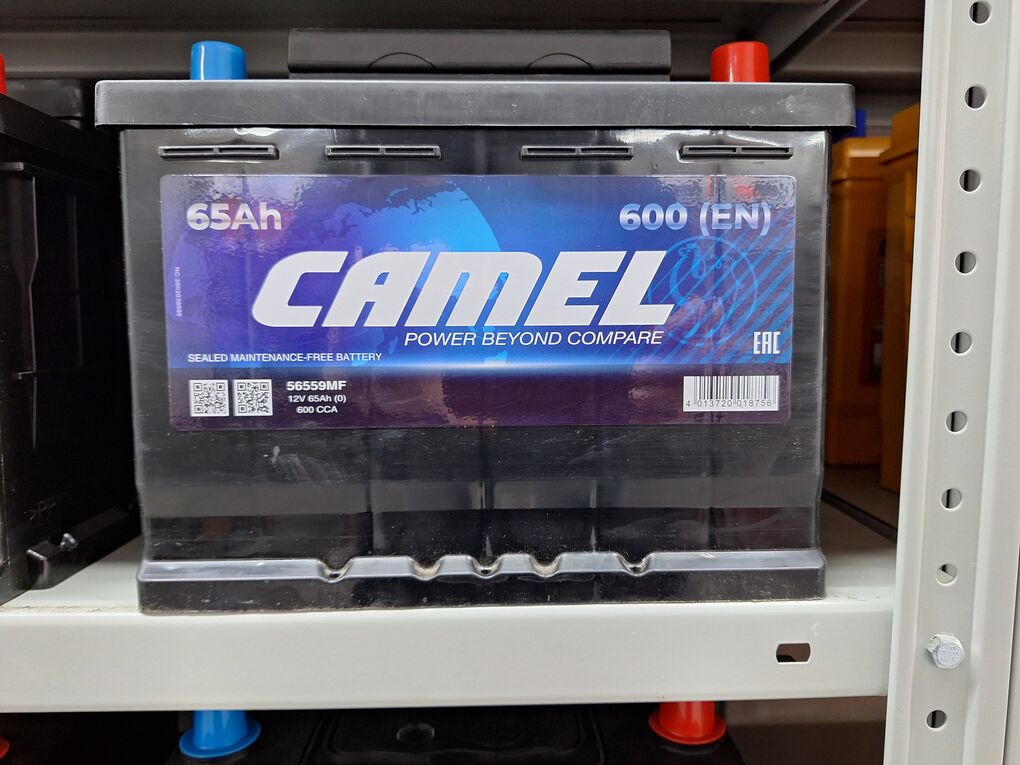 65Ah
600 (EN)
CAMEL
POWER BEYOND COMPARE
EAC
SEALED MAINTENANCE-FREE BATTERY
56559MF
12V 65Ah (0)
600 CCA
4 013720 018756
>PP